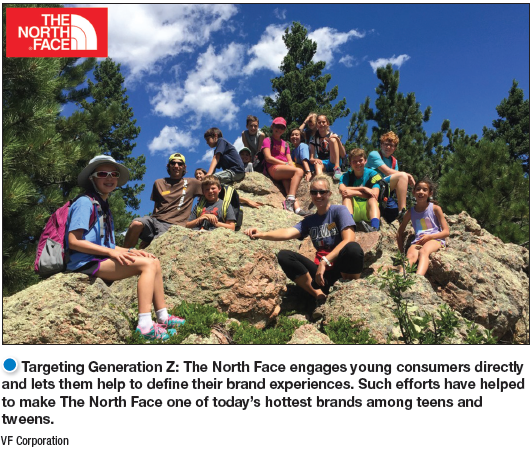 THE
NORTH
FACE
Targeting Generation Z: The North Face engages young consumers directly
and lets them help to define their brand experiences. Such efforts have helped
to make The North Face one of today's hottest brands among teens and
tweens.
VF Corporation